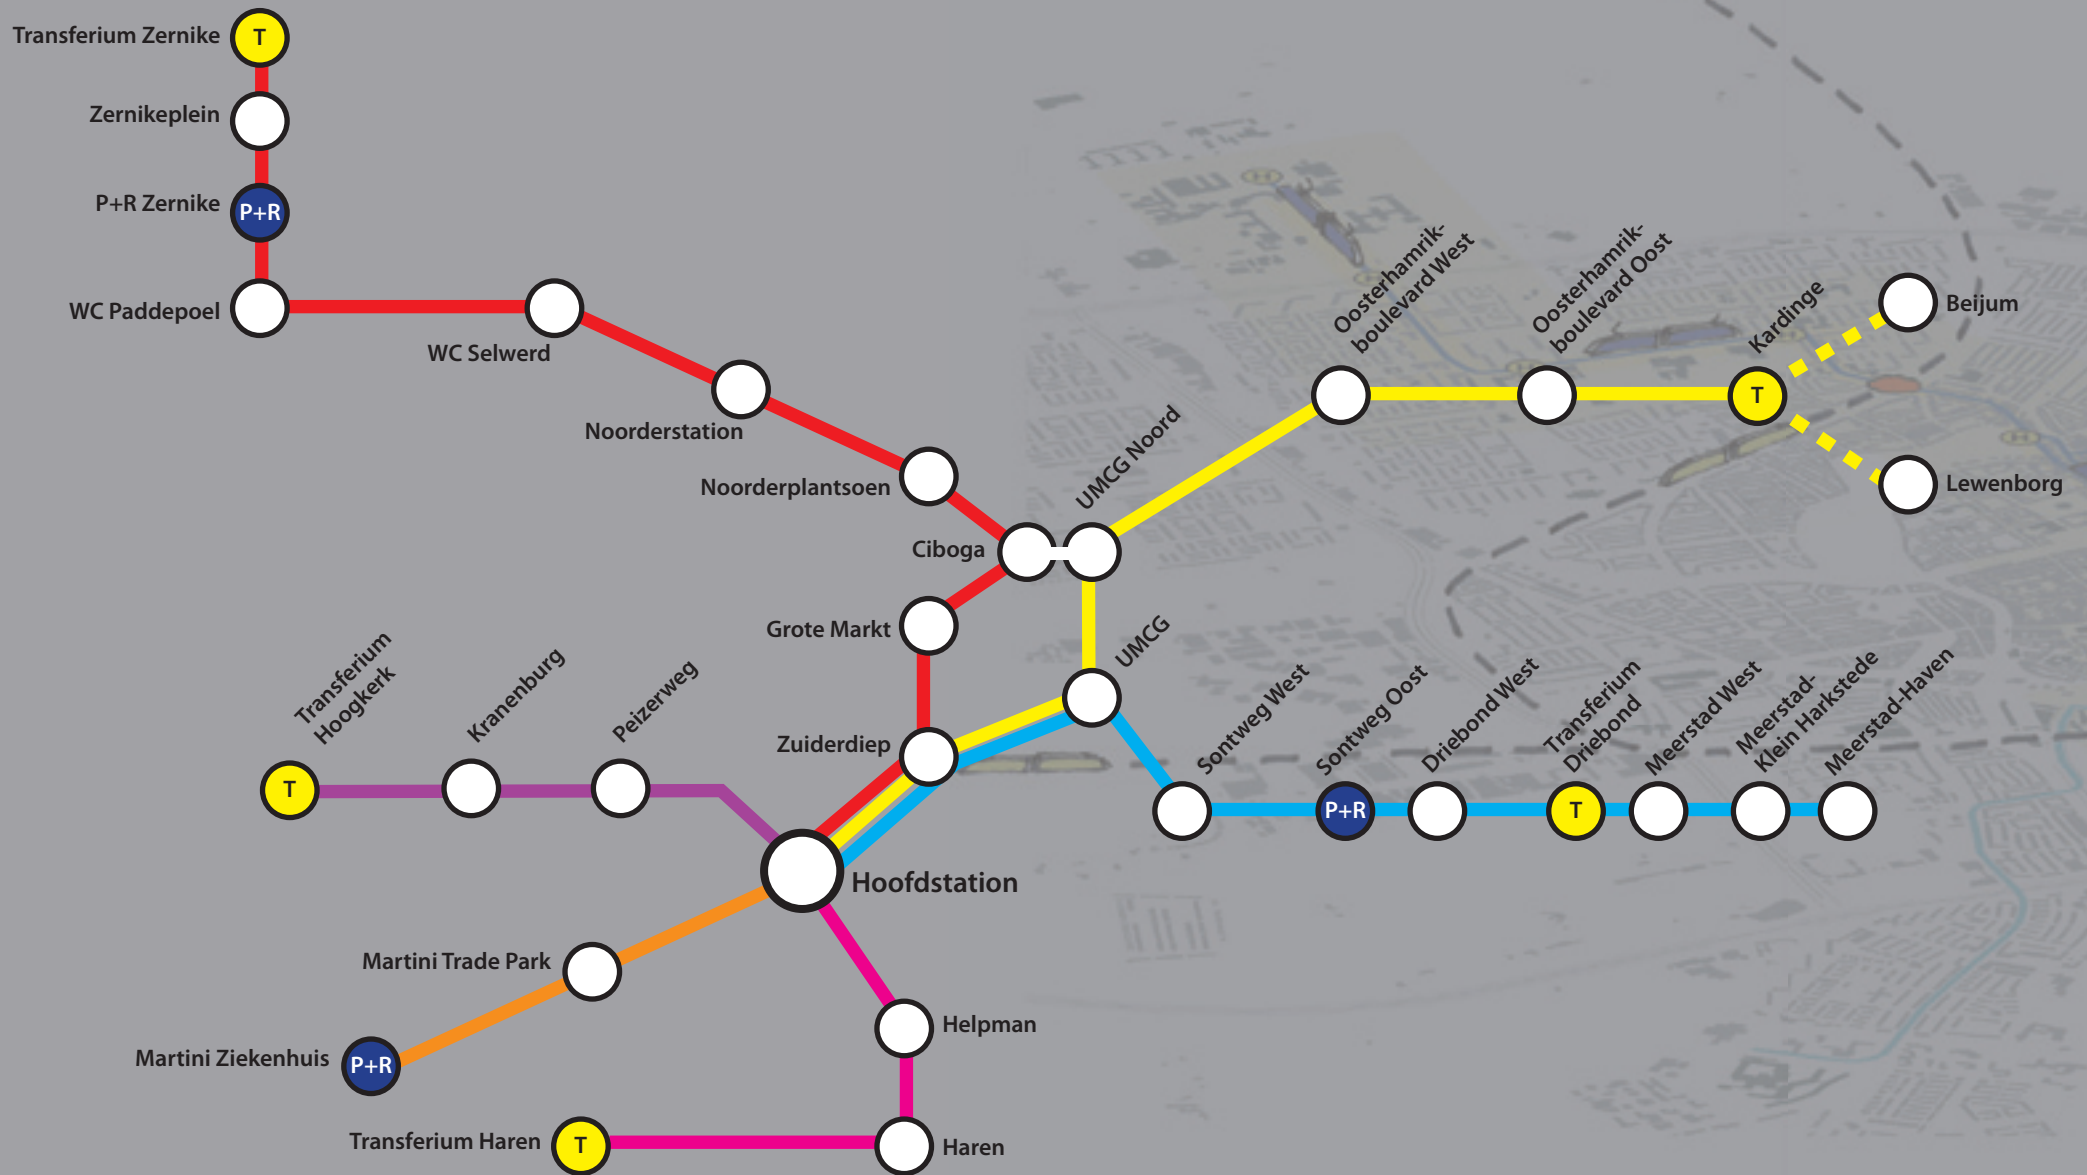 Transferium Zernike
T
Zernikeplein
P+R Zernike
P+R
WC Paddepoel
WC Selwerd
Noorderstation
Noorderplantsoen
Ciboga
UMCG Noord
Oosterhamrik-
boulevard West
Oosterhamrik-
boulevard Oost
Kardinge
T
Beijum
Lewenborg
Grote Markt
UMCG
Zuiderdiep
Transferium
Hoogkerk
T
Kranenburg
Peizerweg
Sontweg West
Sontweg Oost
P+R
Driebond West
Transferium
Driebond
T
Meerstad West
Meerstad-
Klein Harkstede
Meerstad-Haven
Hoofdstation
Martini Trade Park
Martini Ziekenhuis
P+R
Helpman
Transferium Haren
T
Haren